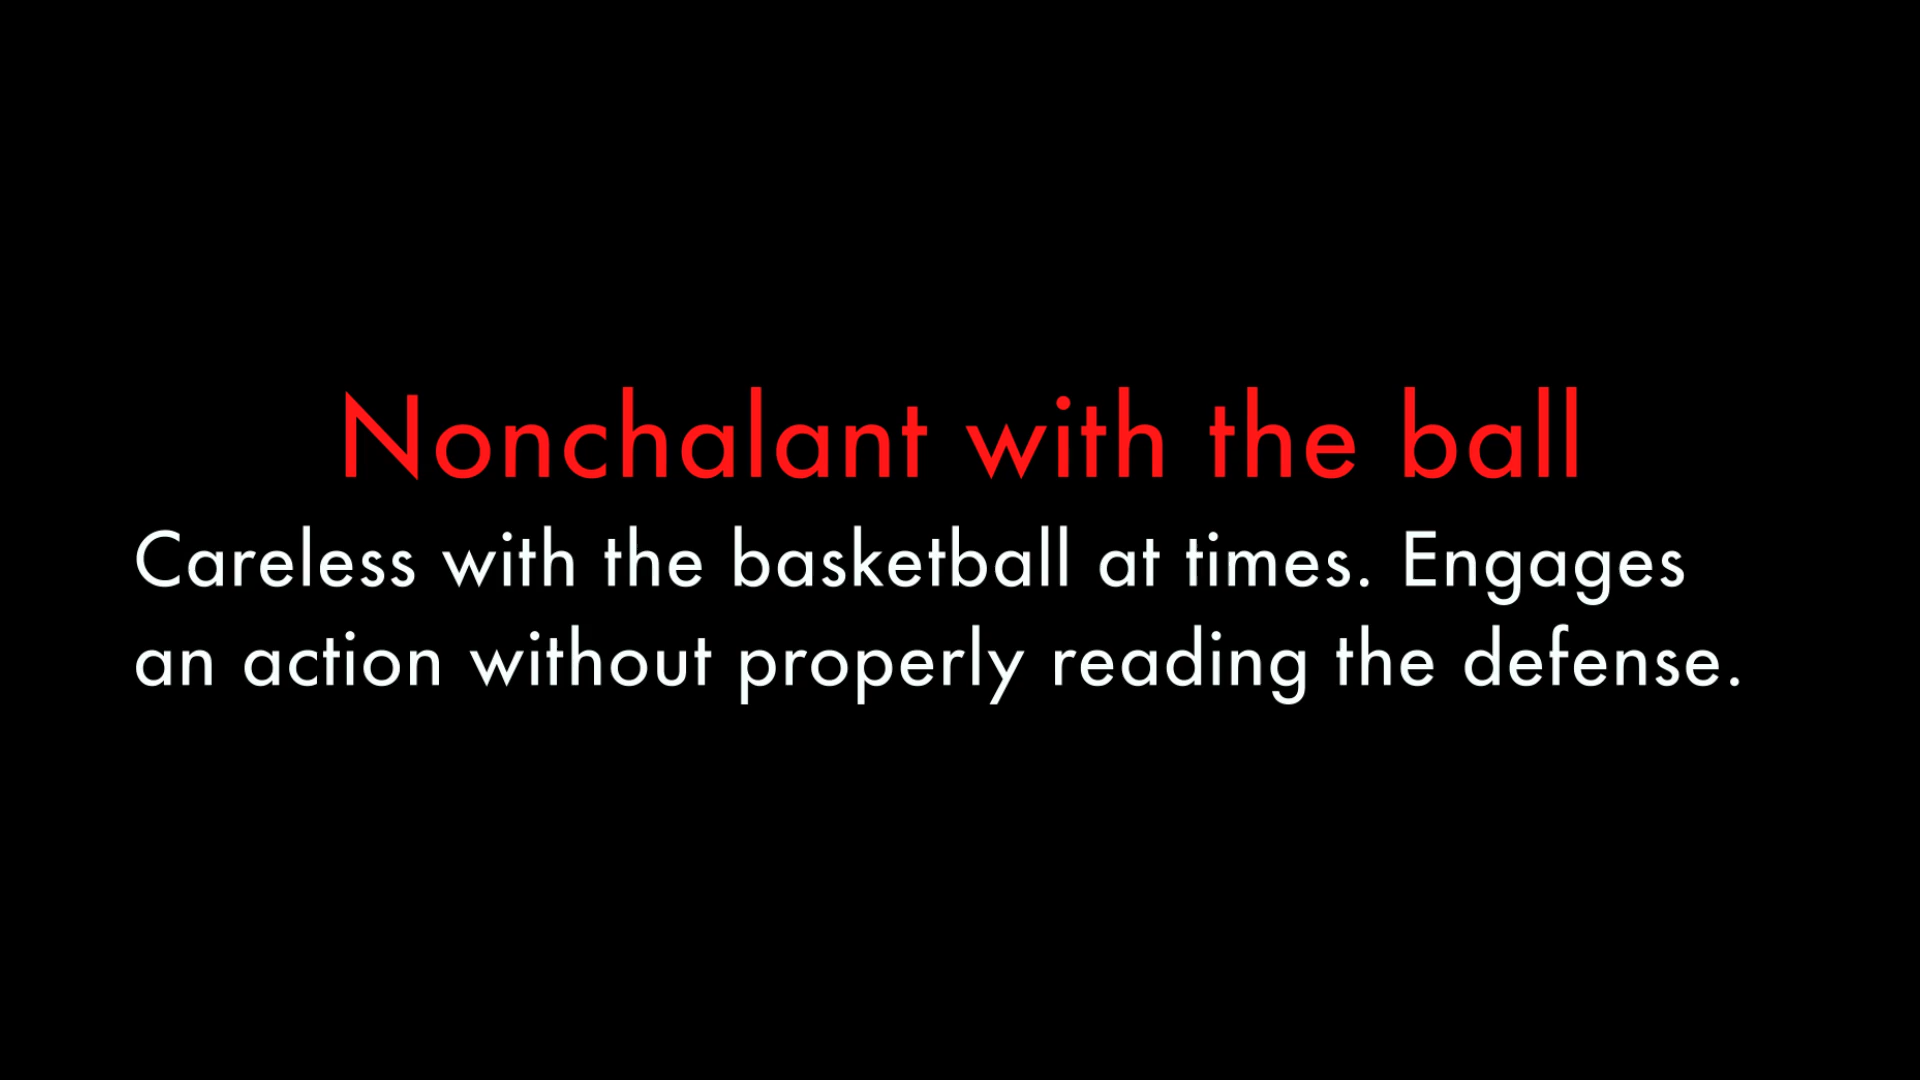 Nonchalant with the ball
Careless with the basketball at times. Engages
an action without properly reading the defense.